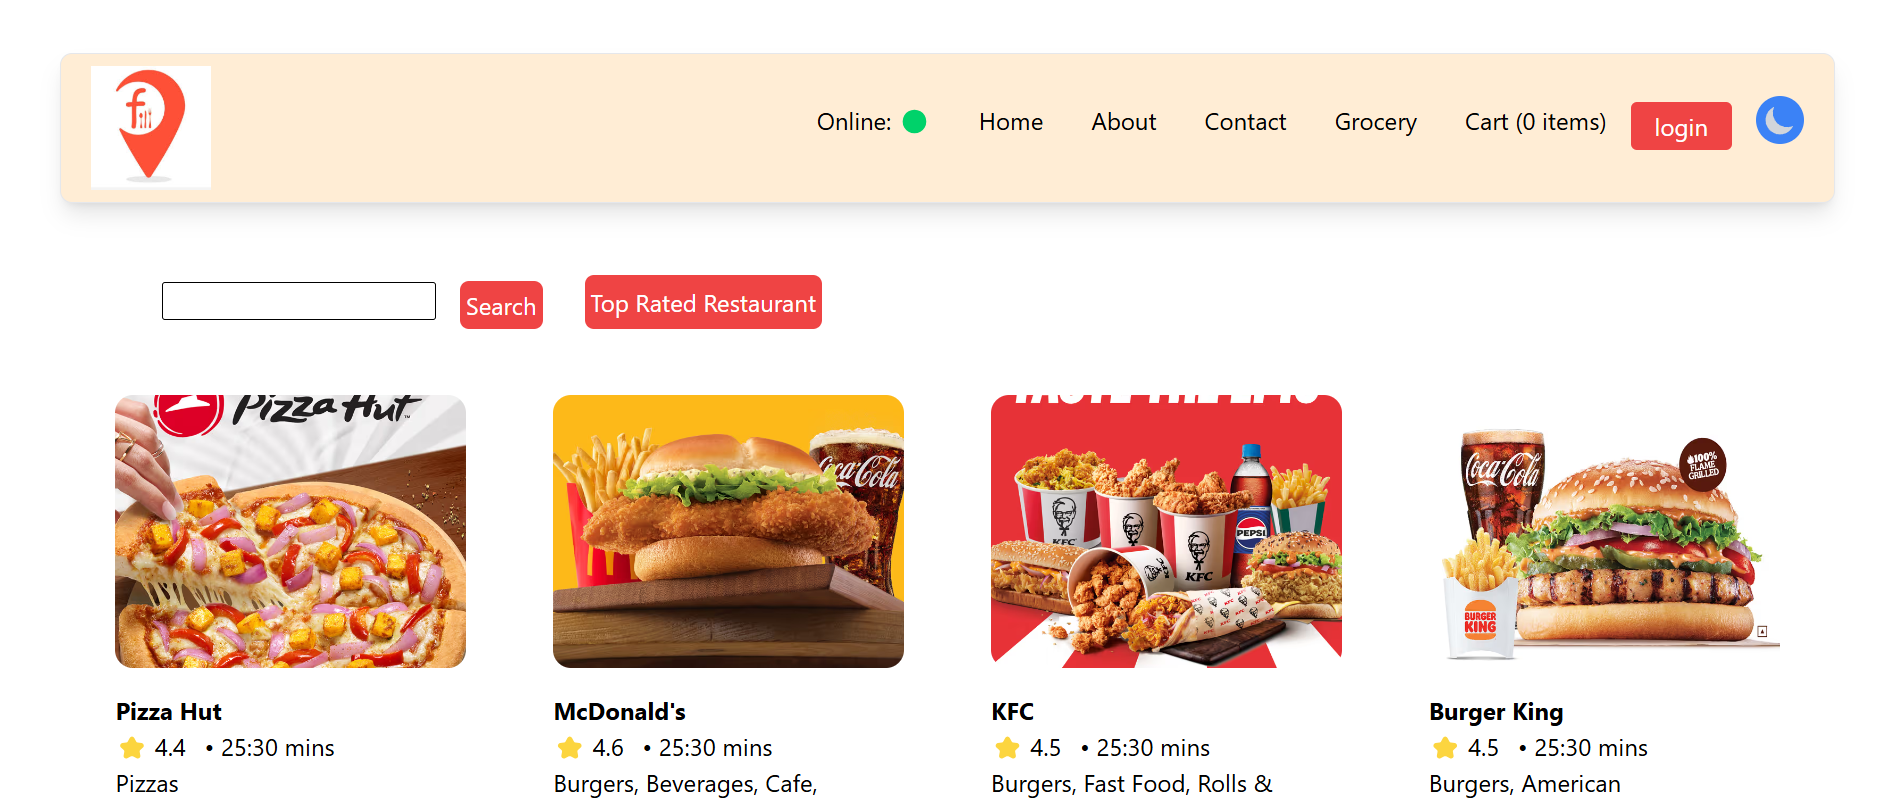 f
Online:
Home
About
Contact
Grocery
Cart (0 items)
login
Search
Top Rated Restaurant
Pizza Hut
Coca-Cola
KFC
KFC
PEPSI
Coca-Cola
100%
FLAME
GRILLED
BURGER
KING
Pizza Hut
4.4 • 25:30 mins
Pizzas
McDonald's
4.6 • 25:30 mins
Burgers, Beverages, Cafe,
KFC
4.5 • 25:30 mins
Burgers, Fast Food, Rolls &
Burger King
4.5 • 25:30 mins
Burgers, American